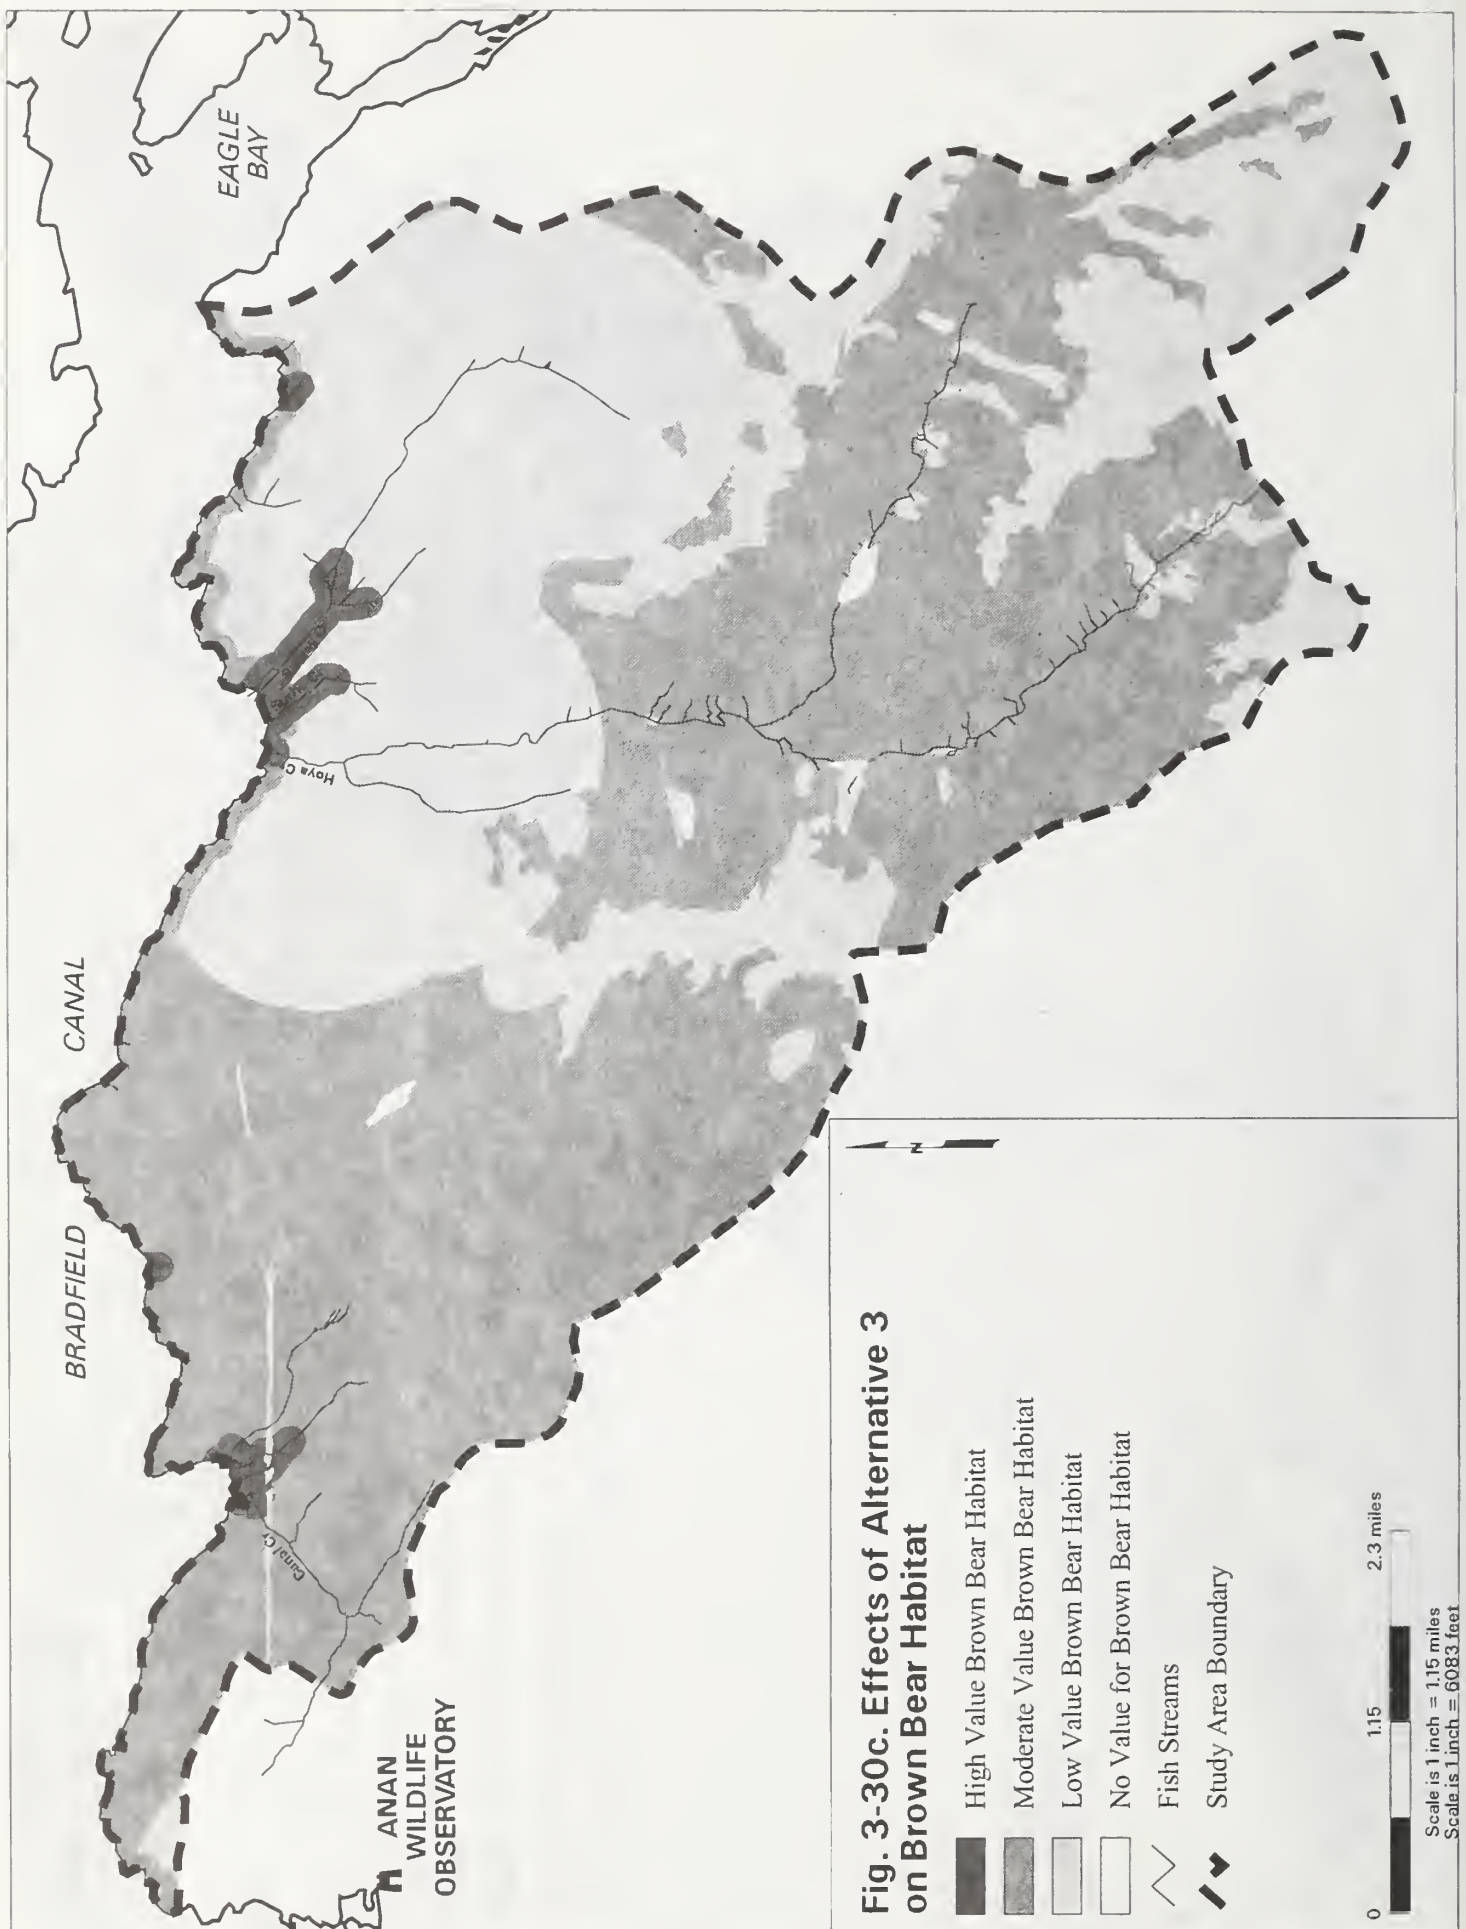 EAGLE
BAY
BRADFIELD CANAL
Hoya C
Canal Cr
ANAN
WILDLIFE
OBSERVATORY
Fig. 3-30c. Effects of Alternative 3
on Brown Bear Habitat
N
High Value Brown Bear Habitat
Moderate Value Brown Bear Habitat
Low Value Brown Bear Habitat
No Value for Brown Bear Habitat
Fish Streams
Study Area Boundary
0 1.15 2.3 miles
Scale is 1 inch = 1.15 miles
Scale is 1 inch = 6083 feet